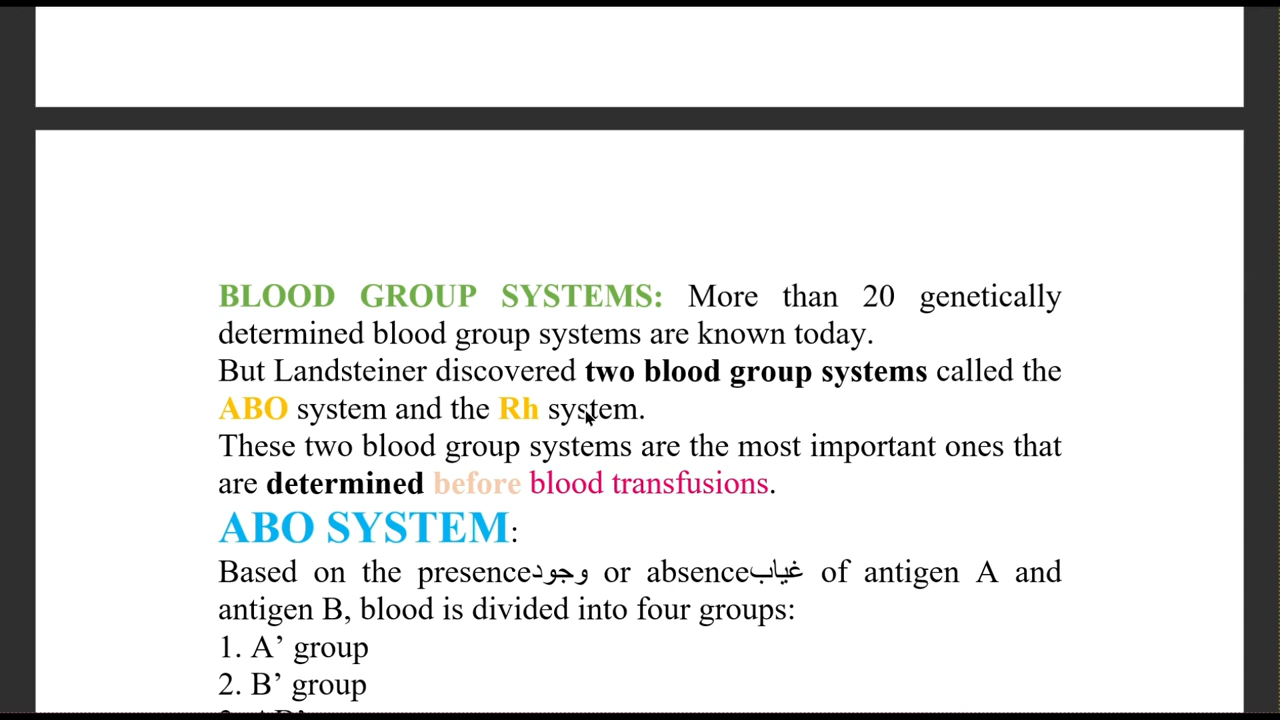 BLOOD GROUP SYSTEMS: More than 20 genetically
determined blood group systems are known today.
But Landsteiner discovered two blood group systems called the
ABO system and the Rh system.
These two blood group systems are the most important ones that
are determined before blood transfusions.
ABO SYSTEM:
Based on the presenceوجود or absenceغياب of antigen A and
antigen B, blood is divided into four groups:
1. A’ group
2. B’ group